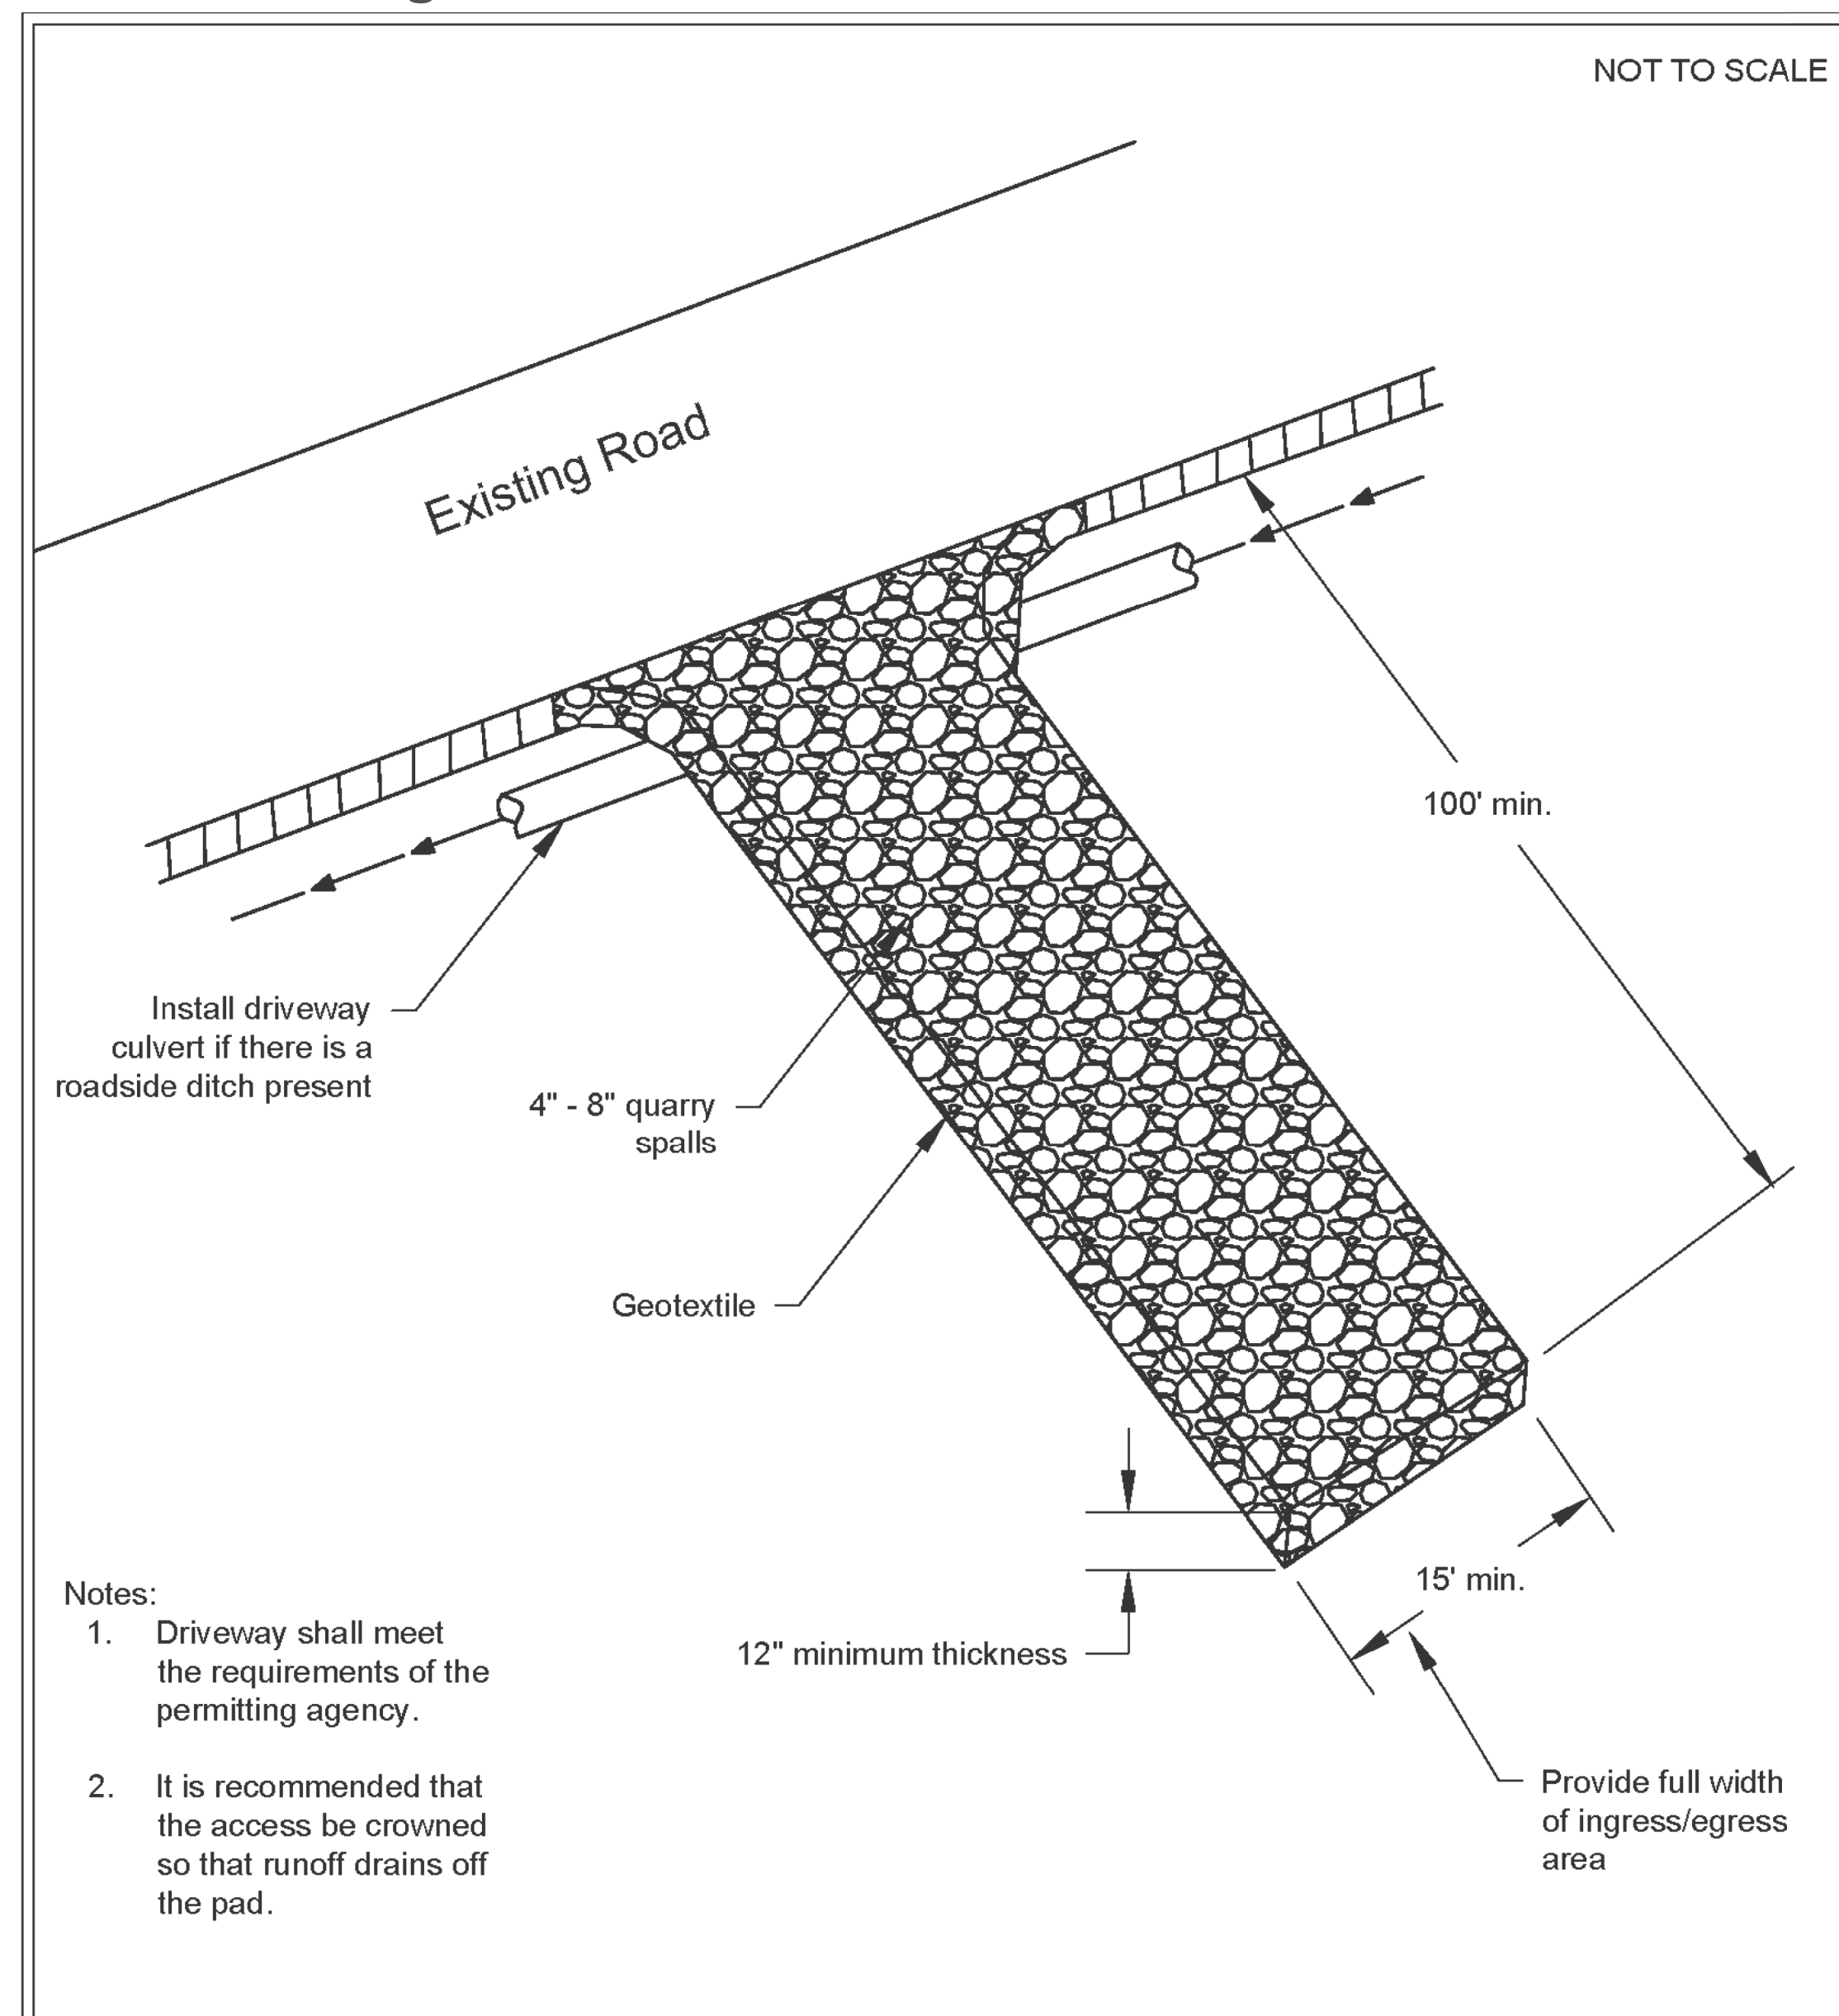 NOT TO SCALE
Existing Road
100' min.
Install driveway
culvert if there is a
roadside ditch present
4" - 8" quarry
spalls
Geotextile
15' min.
12" minimum thickness
Provide full width
of ingress/egress
area
Notes:
1. Driveway shall meet
the requirements of the
permitting agency.
2. It is recommended that
the access be crowned
so that runoff drains off
the pad.